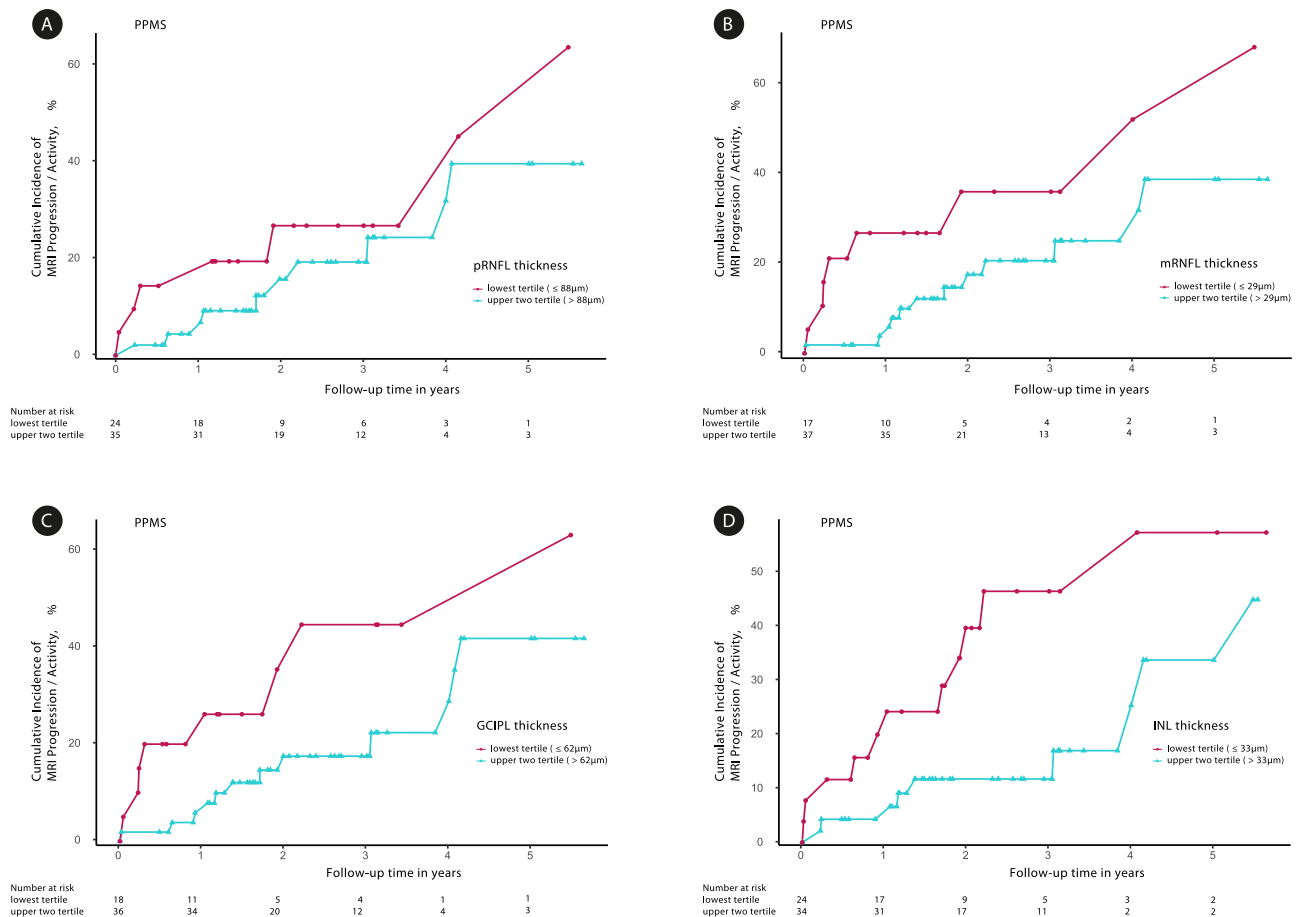 A
PPMS
Cumulative Incidence of
MRI Progression / Activity, %
60
40
20
0
0 1 2 3 4 5
Follow-up time in years
pRNFL thickness
lowest tertile ( ≤ 88µm)
upper two tertile ( > 88µm)
Number at risk
lowest tertile 24 18 9 6 3 1
upper two tertile 35 31 19 12 4 3
B
PPMS
Cumulative Incidence of
MRI Progression / Activity, %
60
40
20
0
0 1 2 3 4 5
Follow-up time in years
mRNFL thickness
lowest tertile ( ≤ 29µm)
upper two tertile ( > 29µm)
Number at risk
lowest tertile 17 10 5 4 2 1
upper two tertile 37 35 21 13 4 3
C
PPMS
Cumulative Incidence of
MRI Progression / Activity, %
60
40
20
0
0 1 2 3 4 5
Follow-up time in years
GCIPL thickness
lowest tertile ( ≤ 62µm)
upper two tertile ( > 62µm)
Number at risk
lowest tertile 18 11 5 4 1 1
upper two tertile 36 34 20 12 4 3
D
PPMS
Cumulative Incidence of
MRI Progression / Activity, %
50
40
30
20
10
0
0 1 2 3 4 5
Follow-up time in years
INL thickness
lowest tertile ( ≤ 33µm)
upper two tertile ( > 33µm)
Number at risk
lowest tertile 24 17 9 5 3 2
upper two tertile 34 31 17 11 2 2